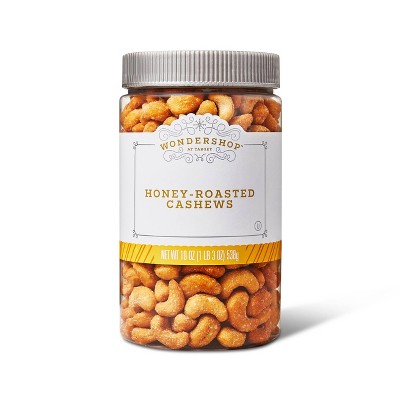 WONDERSHOP
AT TARGET
HONEY-ROASTED
CASHEWS
NET WT 19 OZ (1 LB 3 OZ) 538g